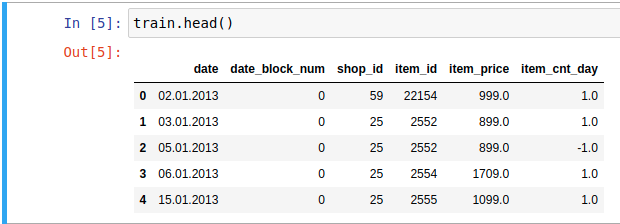 In [5]: train.head()
Out[5]:
date date_block_num shop_id item_id item_price item_cnt_day
0 02.01.2013 0 59 22154 999.0 1.0
1 03.01.2013 0 25 2552 899.0 1.0
2 05.01.2013 0 25 2552 899.0 -1.0
3 06.01.2013 0 25 2554 1709.0 1.0
4 15.01.2013 0 25 2555 1099.0 1.0